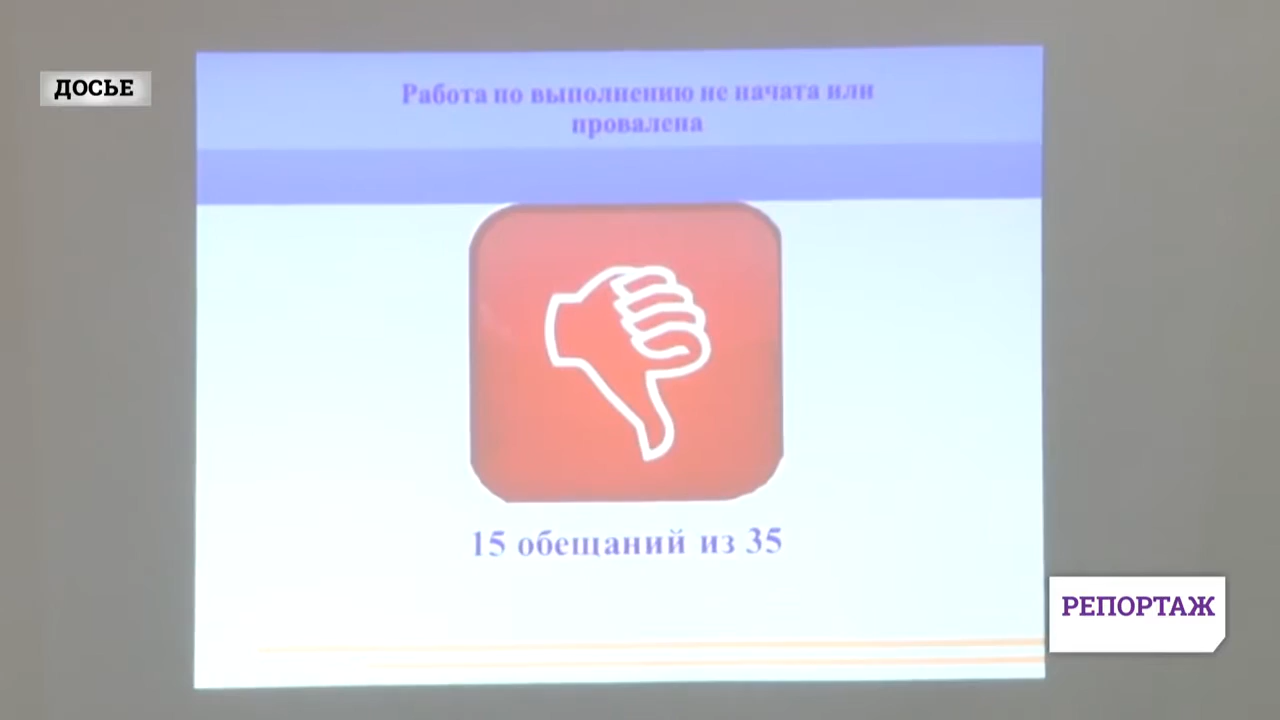 ДОСЬЕ
Работа по выполнению не начата или
провалена
15 обещаний из 35
РЕПОРТАЖ